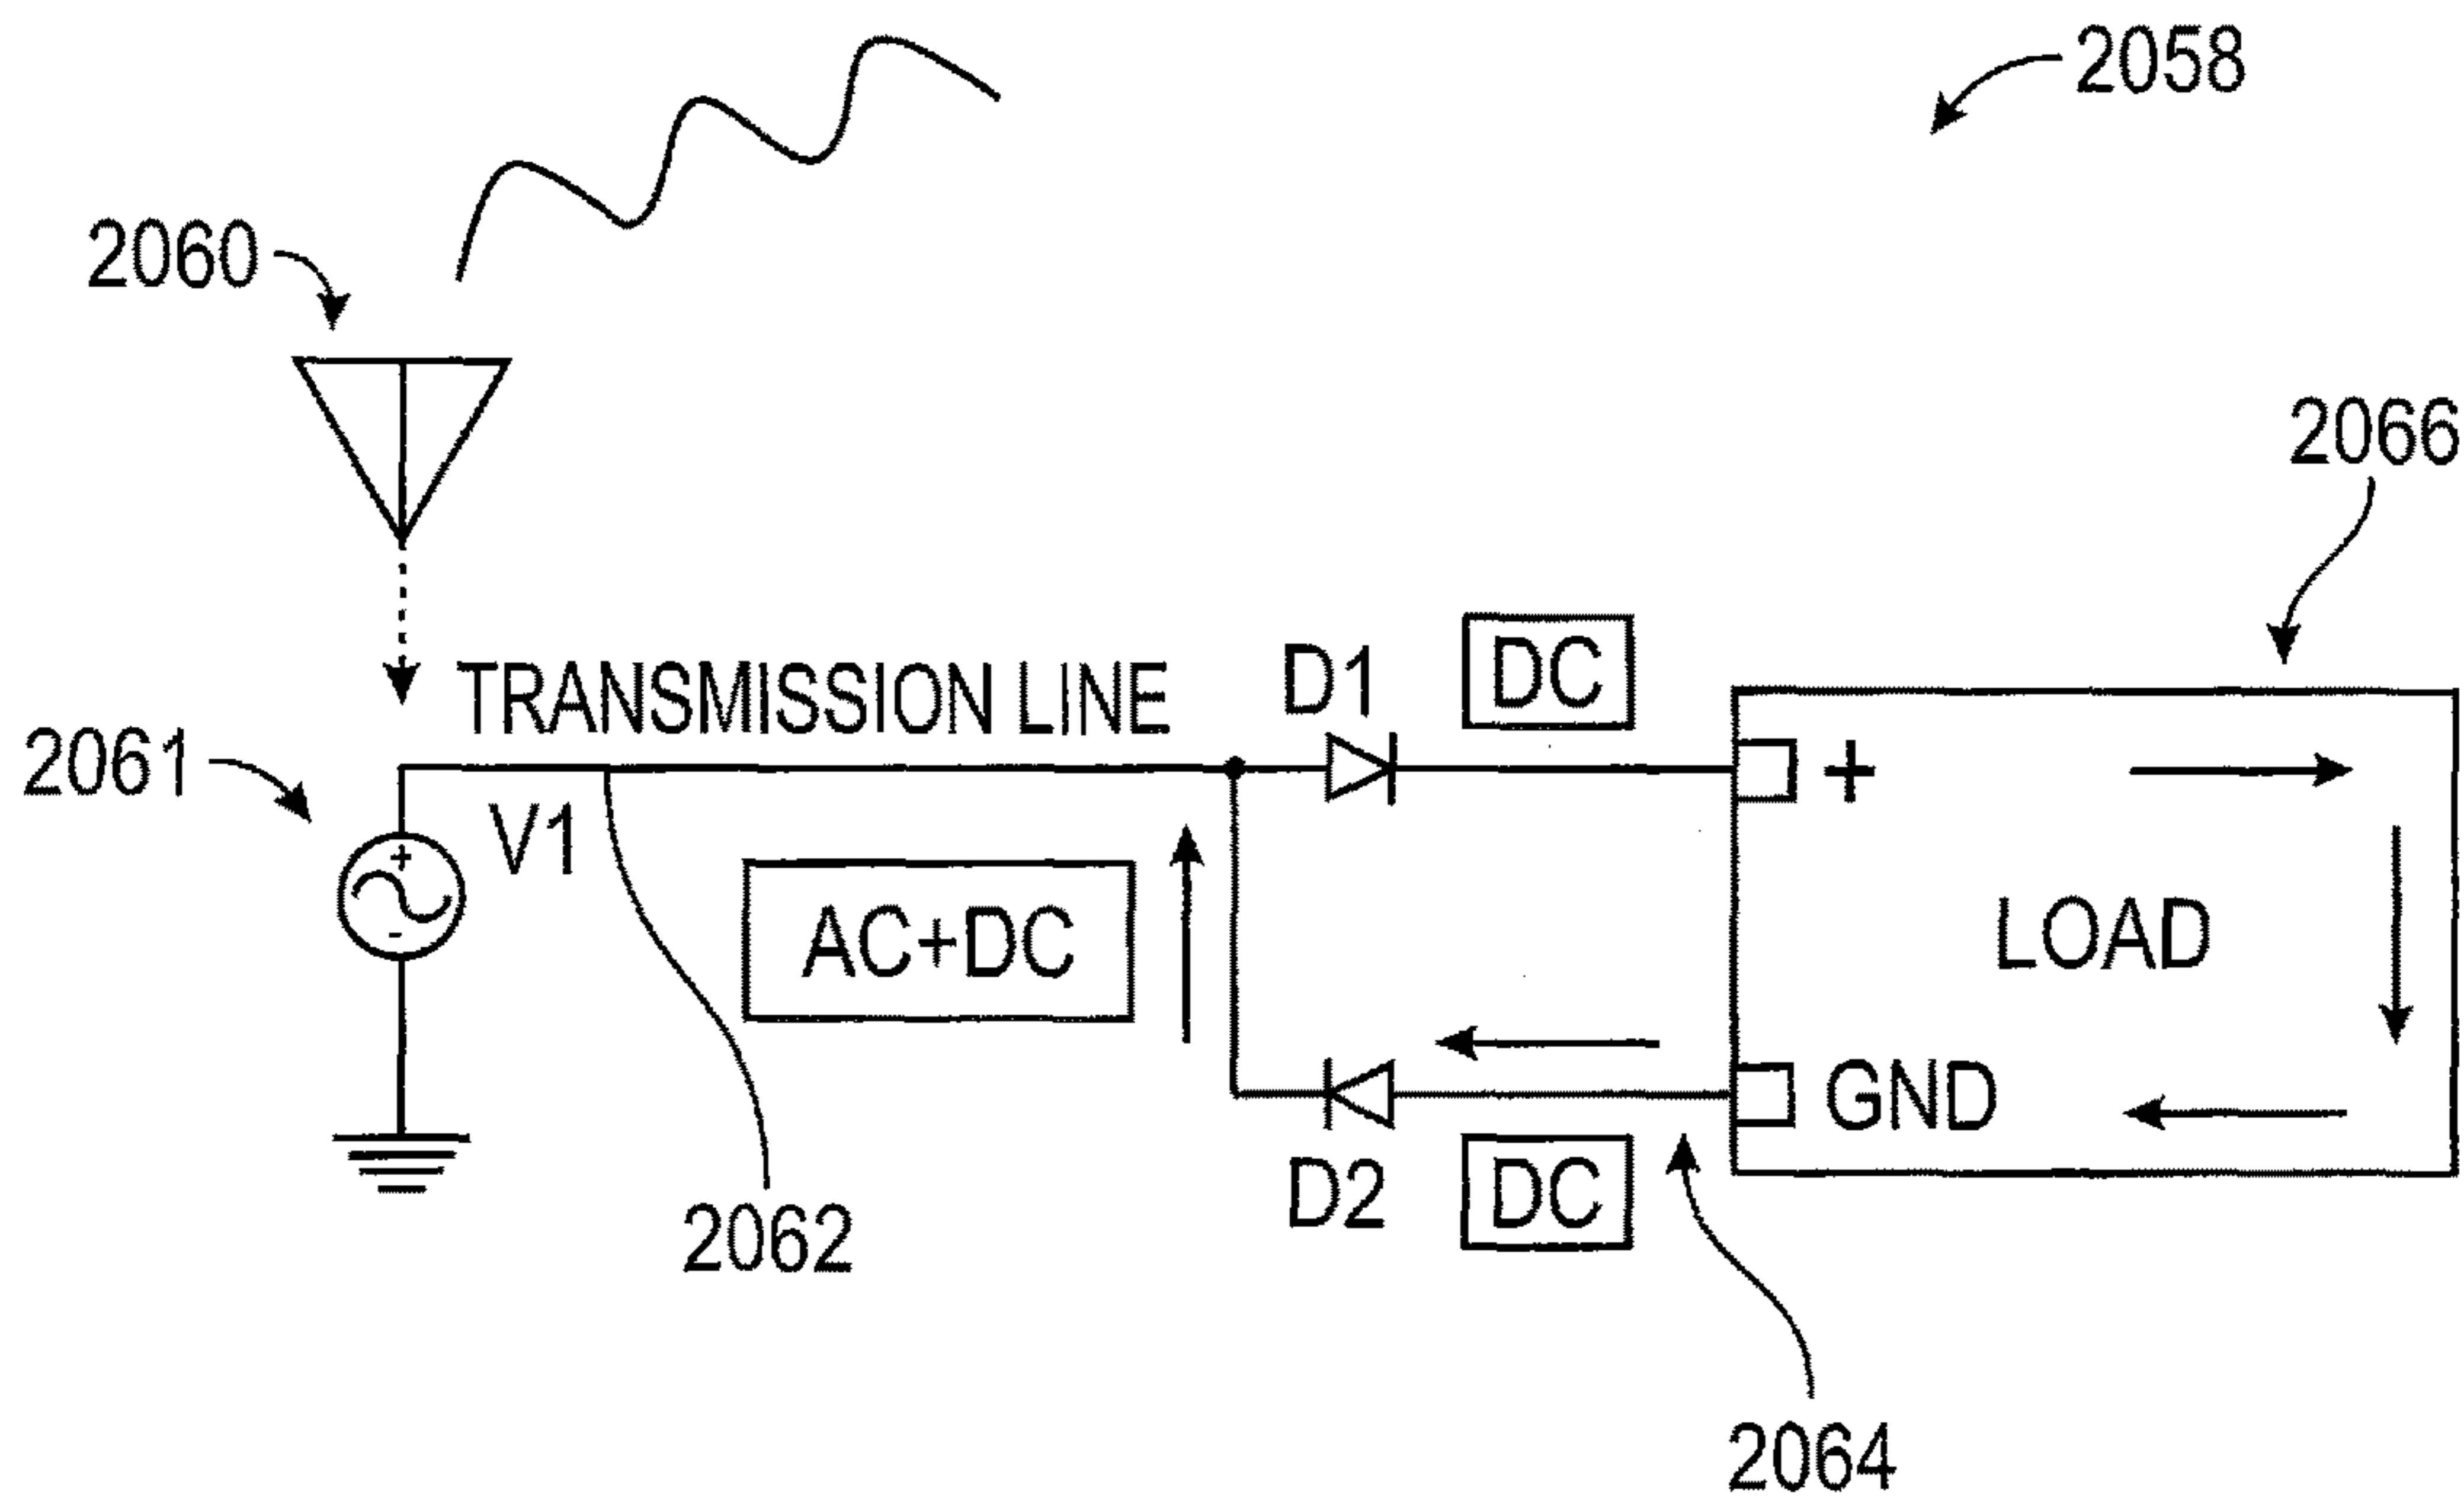 2058
2060
2066
2061
TRANSMISSION LINE
D1
DC
V1
+
+
-
AC+DC
LOAD
GND
D2
DC
2062
2064